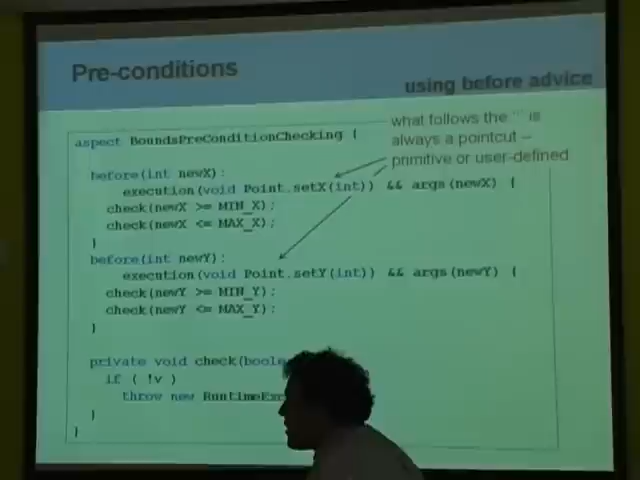 Pre-conditions
using before advice
what follows the ':' is
always a pointcut –
primitive or user-defined
aspect BoundsPreConditionChecking {
before(int newX):
execution(void Point.setX(int)) && args(newX) {
check(newX >= MIN_X);
check(newX <= MAX_X);
}
before(int newY):
execution(void Point.setY(int)) && args(newY) {
check(newY >= MIN_Y);
check(newY <= MAX_Y);
}
private void check(boole
if ( !v )
throw new RuntimeEx
}
}